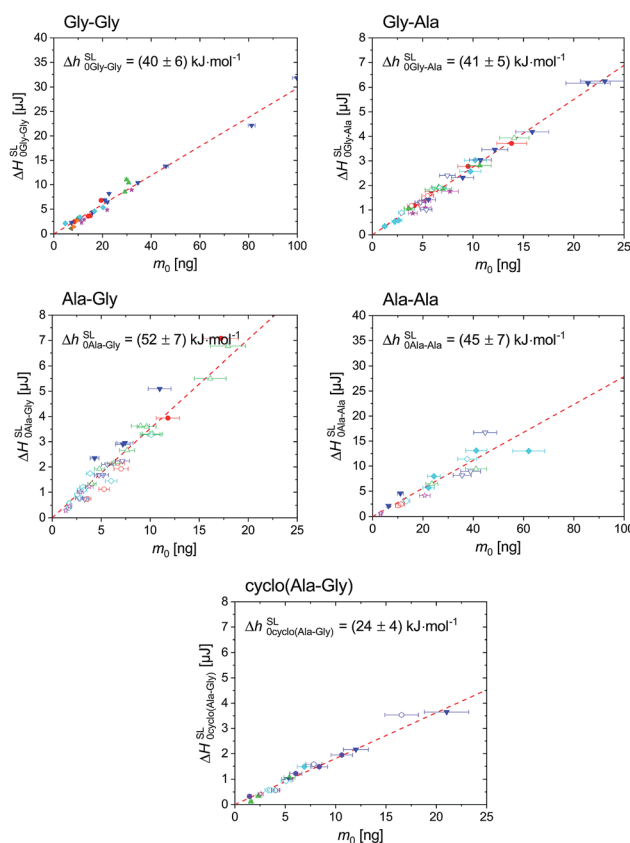 Gly-Gly
Δh SL 0Gly-Gly = (40 ± 6) kJ·mol⁻¹
ΔH SL 0Gly-Gly [μJ]
40
35
30
25
20
15
10
5
0
0 20 40 60 80 100
m₀ [ng]
Gly-Ala
Δh SL 0Gly-Ala = (41 ± 5) kJ·mol⁻¹
ΔH SL 0Gly-Ala [μJ]
8
7
6
5
4
3
2
1
0
0 5 10 15 20 25
m₀ [ng]
Ala-Gly
Δh SL 0Ala-Gly = (52 ± 7) kJ·mol⁻¹
ΔH SL 0Ala-Gly [μJ]
8
7
6
5
4
3
2
1
0
0 5 10 15 20 25
m₀ [ng]
Ala-Ala
Δh SL 0Ala-Ala = (45 ± 7) kJ·mol⁻¹
ΔH SL 0Ala-Ala [μJ]
40
35
30
25
20
15
10
5
0
0 20 40 60 80 100
m₀ [ng]
cyclo(Ala-Gly)
Δh SL 0cyclo(Ala-Gly) = (24 ± 4) kJ·mol⁻¹
ΔH SL 0cyclo(Ala-Gly) [μJ]
8
7
6
5
4
3
2
1
0
0 5 10 15 20 25
m₀ [ng]